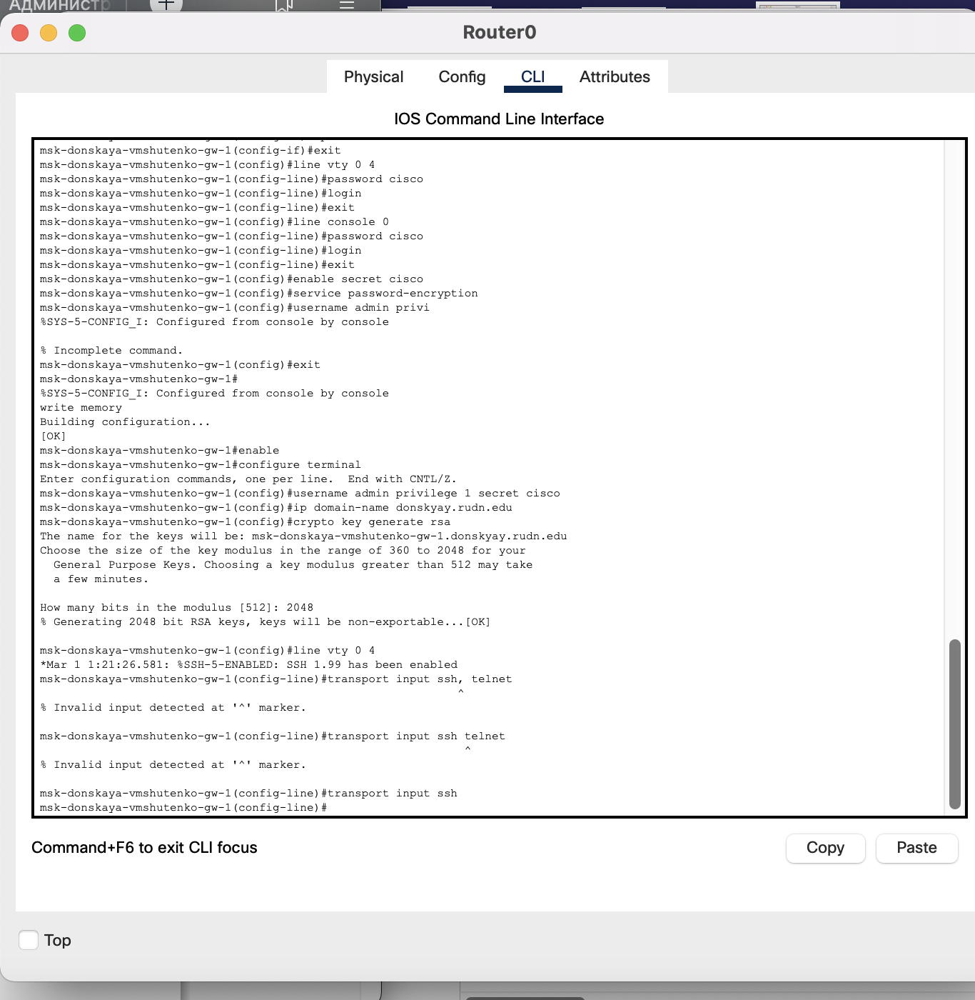 Router0
Physical Config CLI Attributes
IOS Command Line Interface
msk-donskaya-vmshutenko-gw-1(config-if)#exit
msk-donskaya-vmshutenko-gw-1(config)#line vty 0 4
msk-donskaya-vmshutenko-gw-1(config-line)#password cisco
msk-donskaya-vmshutenko-gw-1(config-line)#login
msk-donskaya-vmshutenko-gw-1(config-line)#exit
msk-donskaya-vmshutenko-gw-1(config)#line console 0
msk-donskaya-vmshutenko-gw-1(config-line)#password cisco
msk-donskaya-vmshutenko-gw-1(config-line)#login
msk-donskaya-vmshutenko-gw-1(config-line)#exit
msk-donskaya-vmshutenko-gw-1(config)#enable secret cisco
msk-donskaya-vmshutenko-gw-1(config)#service password-encryption
msk-donskaya-vmshutenko-gw-1(config)#username admin privi
%SYS-5-CONFIG_I: Configured from console by console
% Incomplete command.
msk-donskaya-vmshutenko-gw-1(config)#exit
msk-donskaya-vmshutenko-gw-1#
%SYS-5-CONFIG_I: Configured from console by console
write memory
Building configuration...
[OK]
msk-donskaya-vmshutenko-gw-1#enable
msk-donskaya-vmshutenko-gw-1#configure terminal
Enter configuration commands, one per line.  End with CNTL/Z.
msk-donskaya-vmshutenko-gw-1(config)#username admin privilege 1 secret cisco
msk-donskaya-vmshutenko-gw-1(config)#ip domain-name donskyay.rudn.edu
msk-donskaya-vmshutenko-gw-1(config)#crypto key generate rsa
The name for the keys will be: msk-donskaya-vmshutenko-gw-1.donskyay.rudn.edu
Choose the size of the key modulus in the range of 360 to 2048 for your
General Purpose Keys. Choosing a key modulus greater than 512 may take
a few minutes.
How many bits in the modulus [512]: 2048
% Generating 2048 bit RSA keys, keys will be non-exportable...[OK]
msk-donskaya-vmshutenko-gw-1(config)#line vty 0 4
*Mar 1 1:21:26.581: %SSH-5-ENABLED: SSH 1.99 has been enabled
msk-donskaya-vmshutenko-gw-1(config-line)#transport input ssh, telnet
^
% Invalid input detected at '^' marker.
msk-donskaya-vmshutenko-gw-1(config-line)#transport input ssh telnet
^
% Invalid input detected at '^' marker.
msk-donskaya-vmshutenko-gw-1(config-line)#transport input ssh
msk-donskaya-vmshutenko-gw-1(config-line)#
Command+F6 to exit CLI focus
Copy Paste
Top